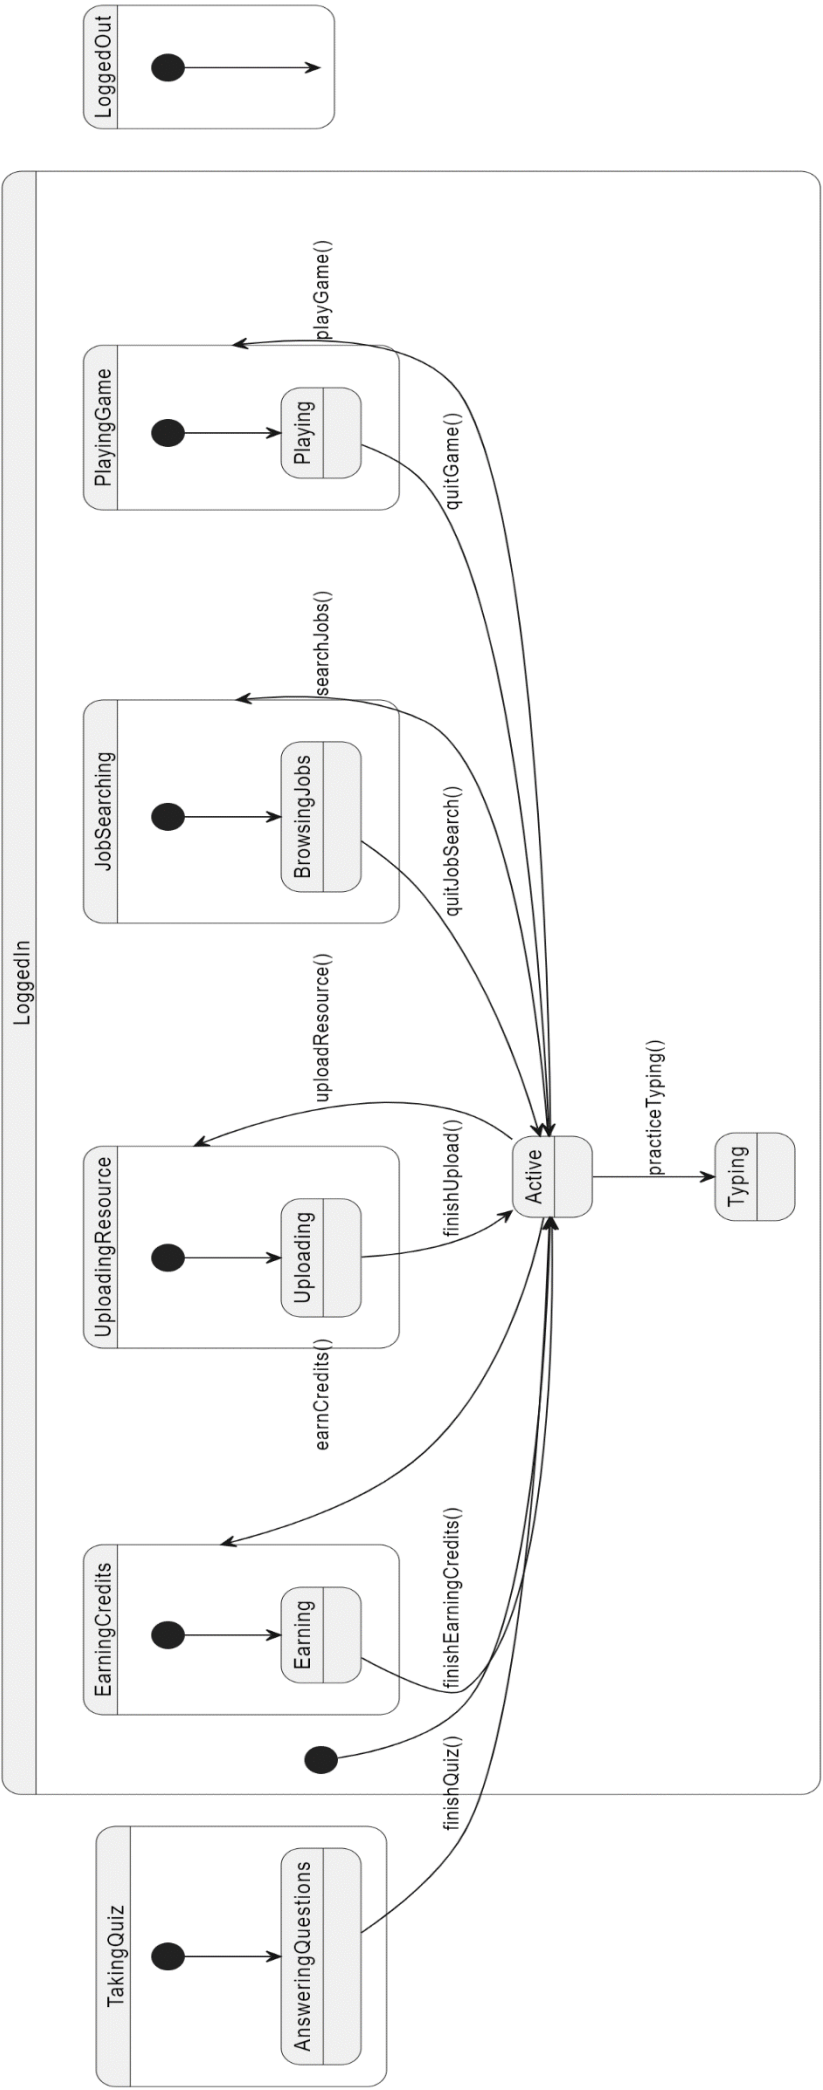 LoggedIn
TakingQuiz
EarningCredits
UploadingResource
JobSearching
PlayingGame
LoggedOut
AnsweringQuestions
Earning
earnCredits()
Uploading
uploadResource()
BrowsingJobs
searchJobs()
Playing
playGame()
finishQuiz()
finishEarningCredits()
finishUpload()
quitJobSearch()
quitGame()
Active
practiceTyping()
Typing